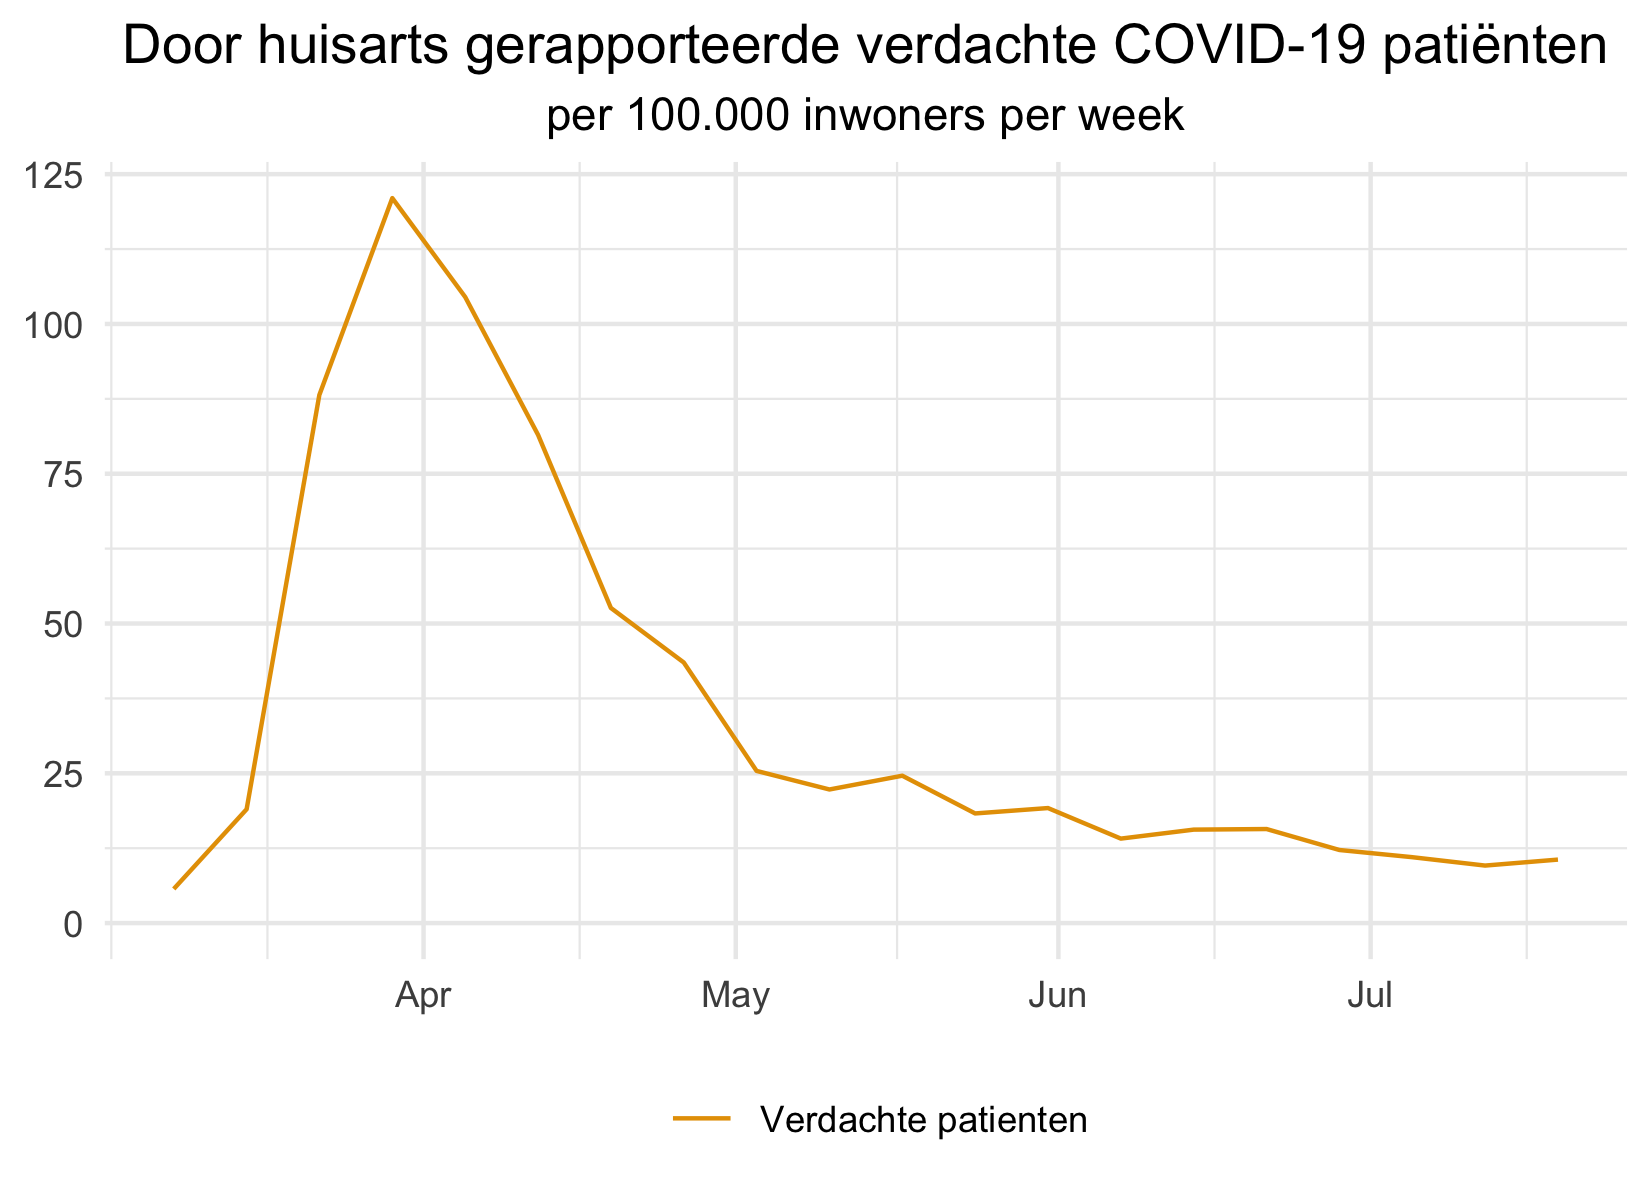 Door huisarts gerapporteerde verdachte COVID-19 patiënten
per 100.000 inwoners per week
125
100
75
50
25
0
Apr May Jun Jul
Verdachte patienten